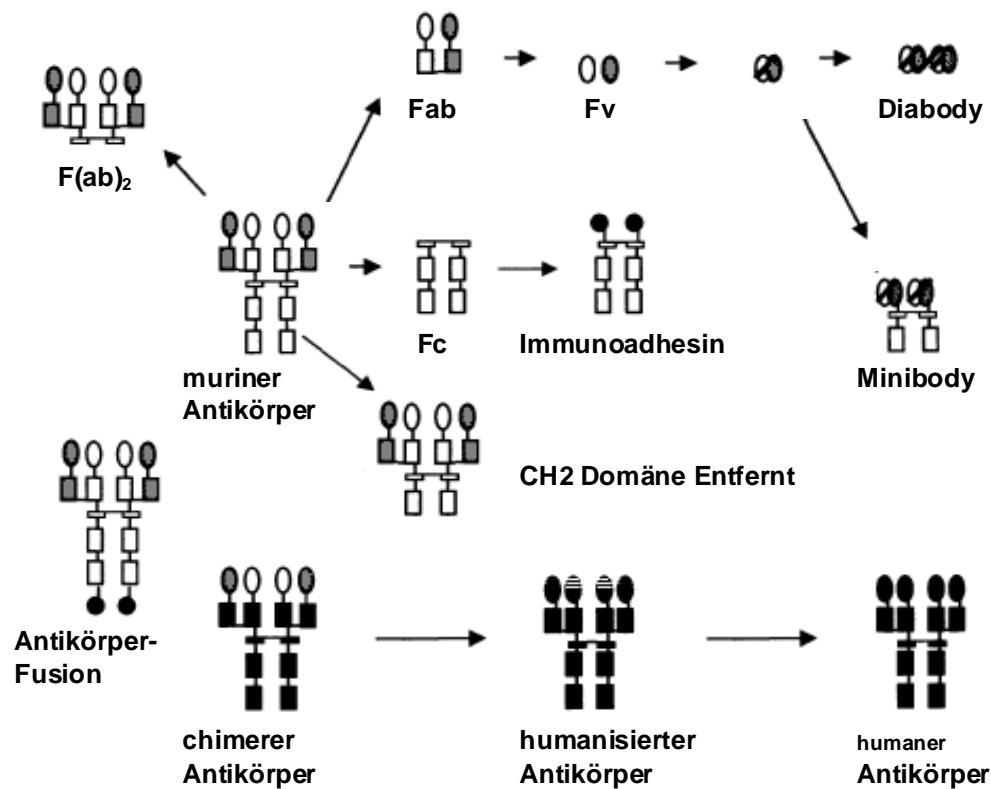 Fab
Fv
Diabody
F(ab)₂
Fc
Immunoadhesin
muriner
Antikörper
Minibody
CH2 Domäne Entfernt
Antikörper-
Fusion
chimerer
Antikörper
humanisierter
Antikörper
humaner
Antikörper